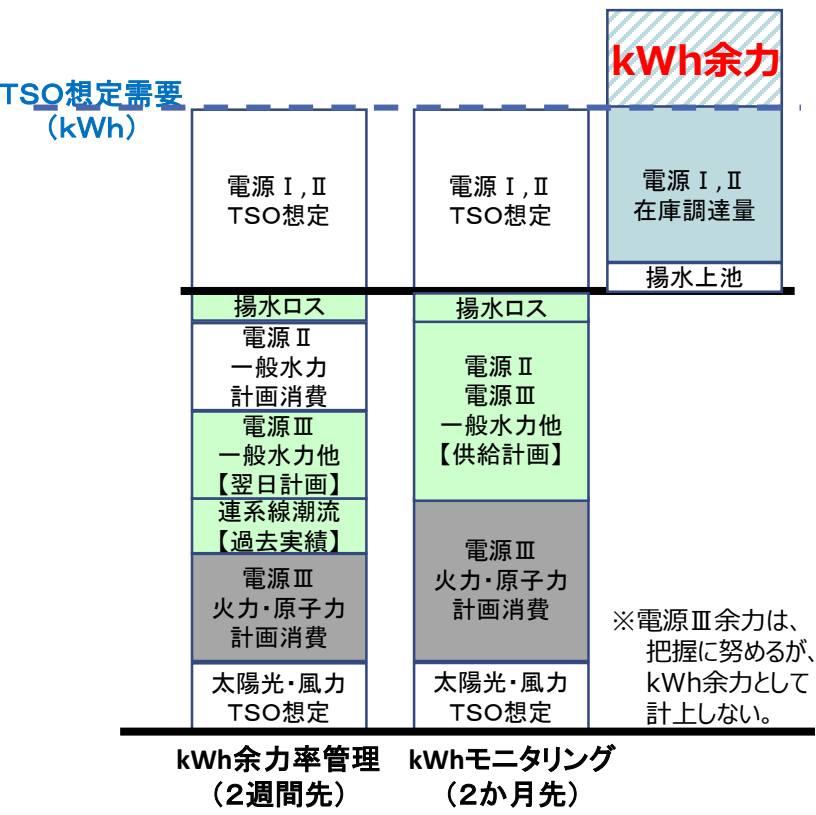 kWh余力
TSO想定需要
（kWh）
電源Ⅰ,Ⅱ
TSO想定
電源Ⅰ,Ⅱ
TSO想定
電源Ⅰ,Ⅱ
在庫調達量
揚水上池
揚水ロス
電源Ⅱ
一般水力
計画消費
電源Ⅲ
一般水力他
【翌日計画】
連系線潮流
【過去実績】
電源Ⅲ
火力・原子力
計画消費
太陽光・風力
TSO想定
揚水ロス
電源Ⅱ
電源Ⅲ
一般水力他
【供給計画】
電源Ⅲ
火力・原子力
計画消費
太陽光・風力
TSO想定
※電源Ⅲ余力は、
把握に努めるが、
kWh余力として
計上しない。
kWh余力率管理
（2週間先）
kWhモニタリング
（2か月先）